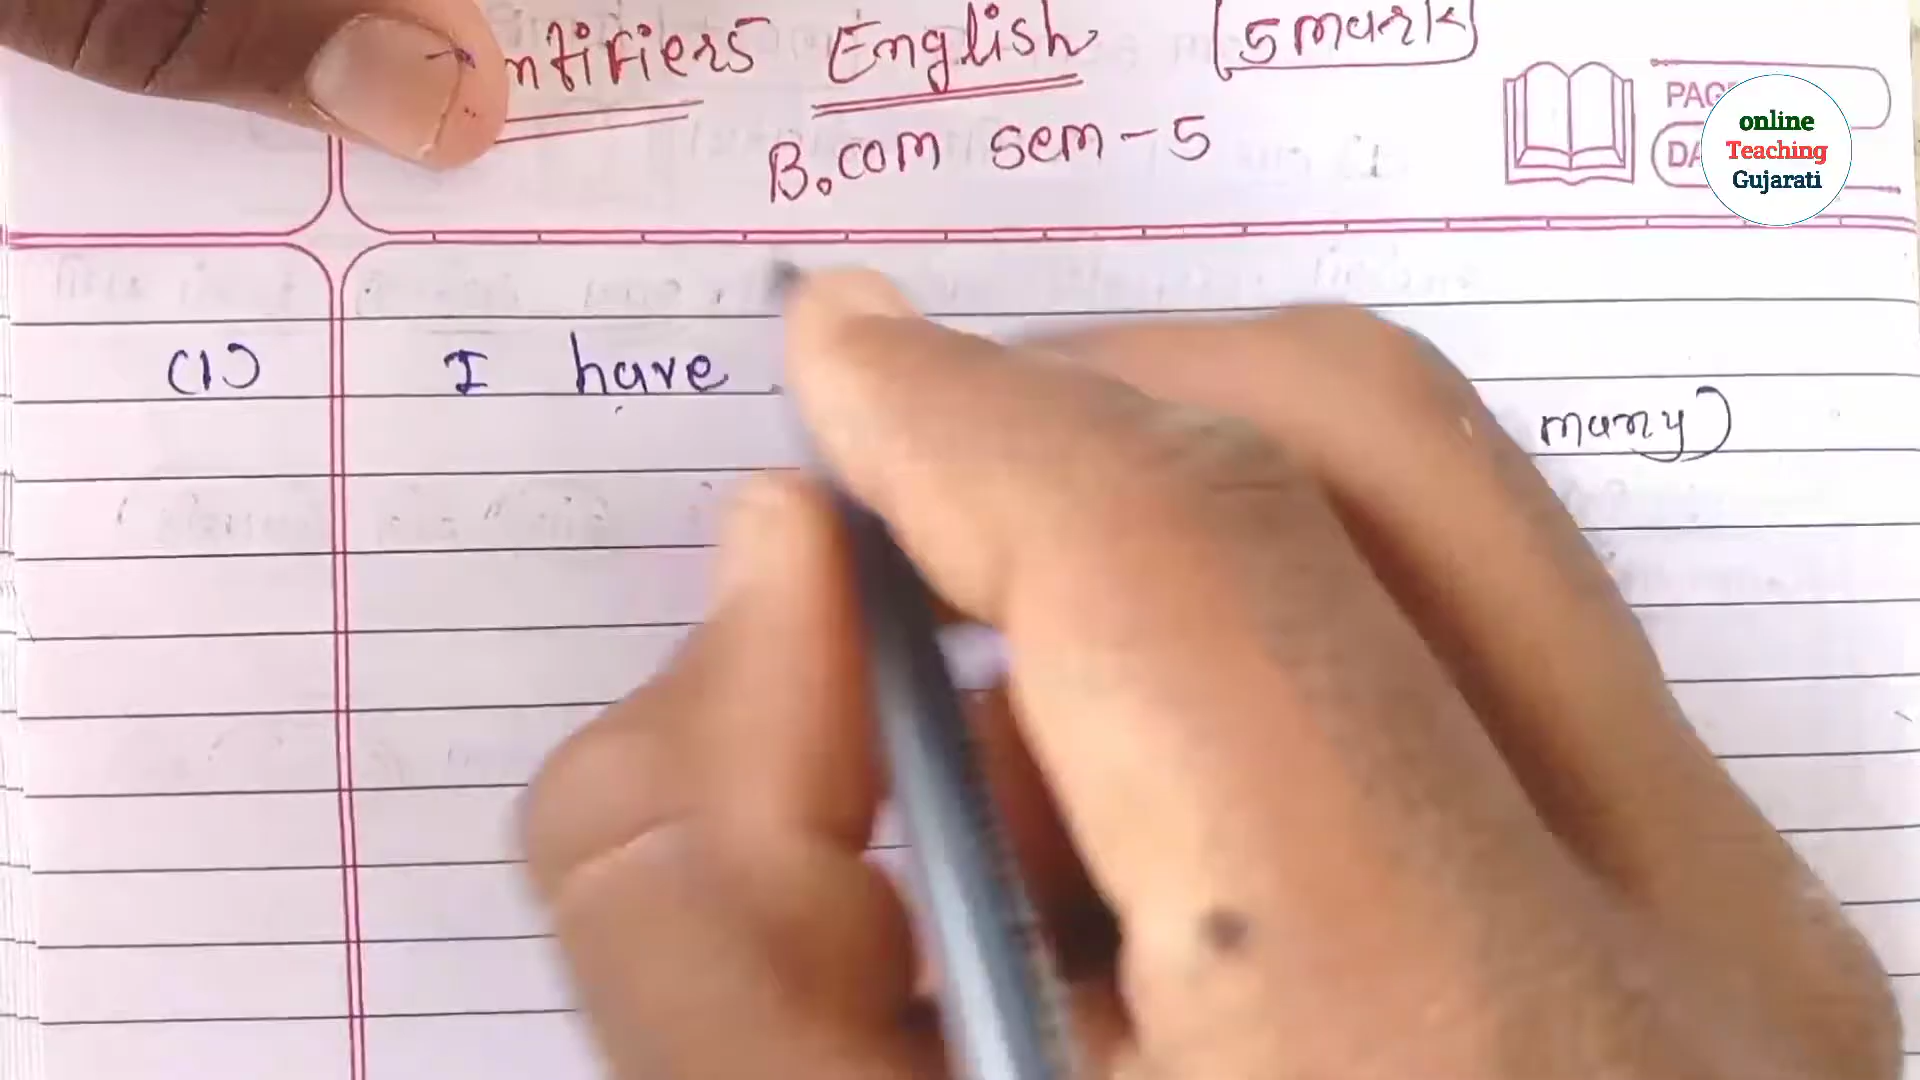 ntifiers English [5 mark]
B.com sem-5
PAG
DA
online
Teaching
Gujarati
(1) I have
many)